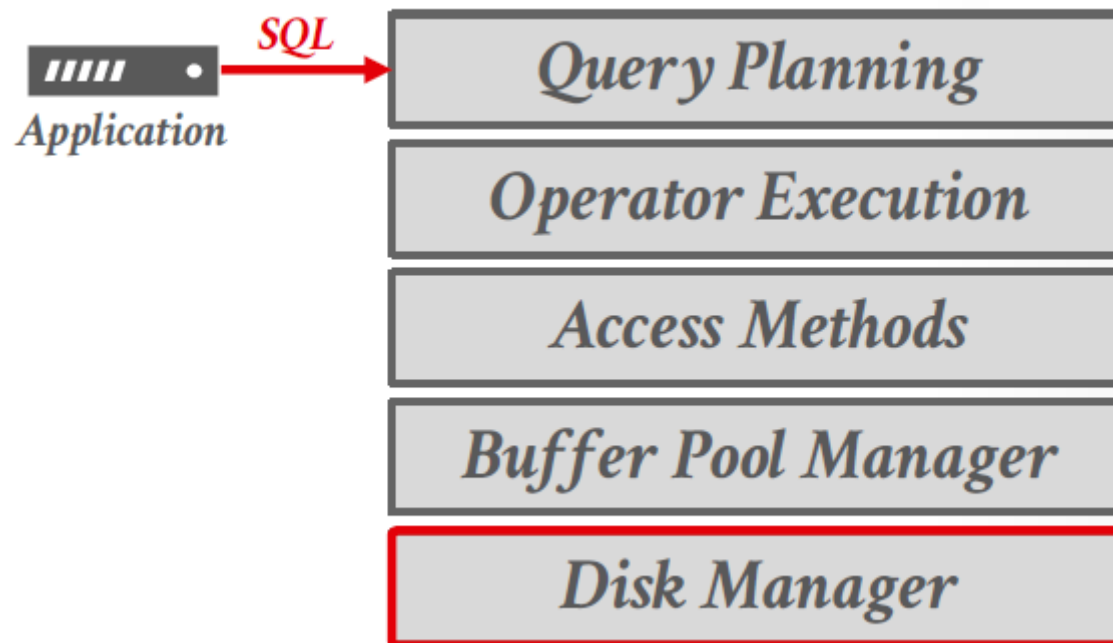 SQL
Application
Query Planning
Operator Execution
Access Methods
Buffer Pool Manager
Disk Manager